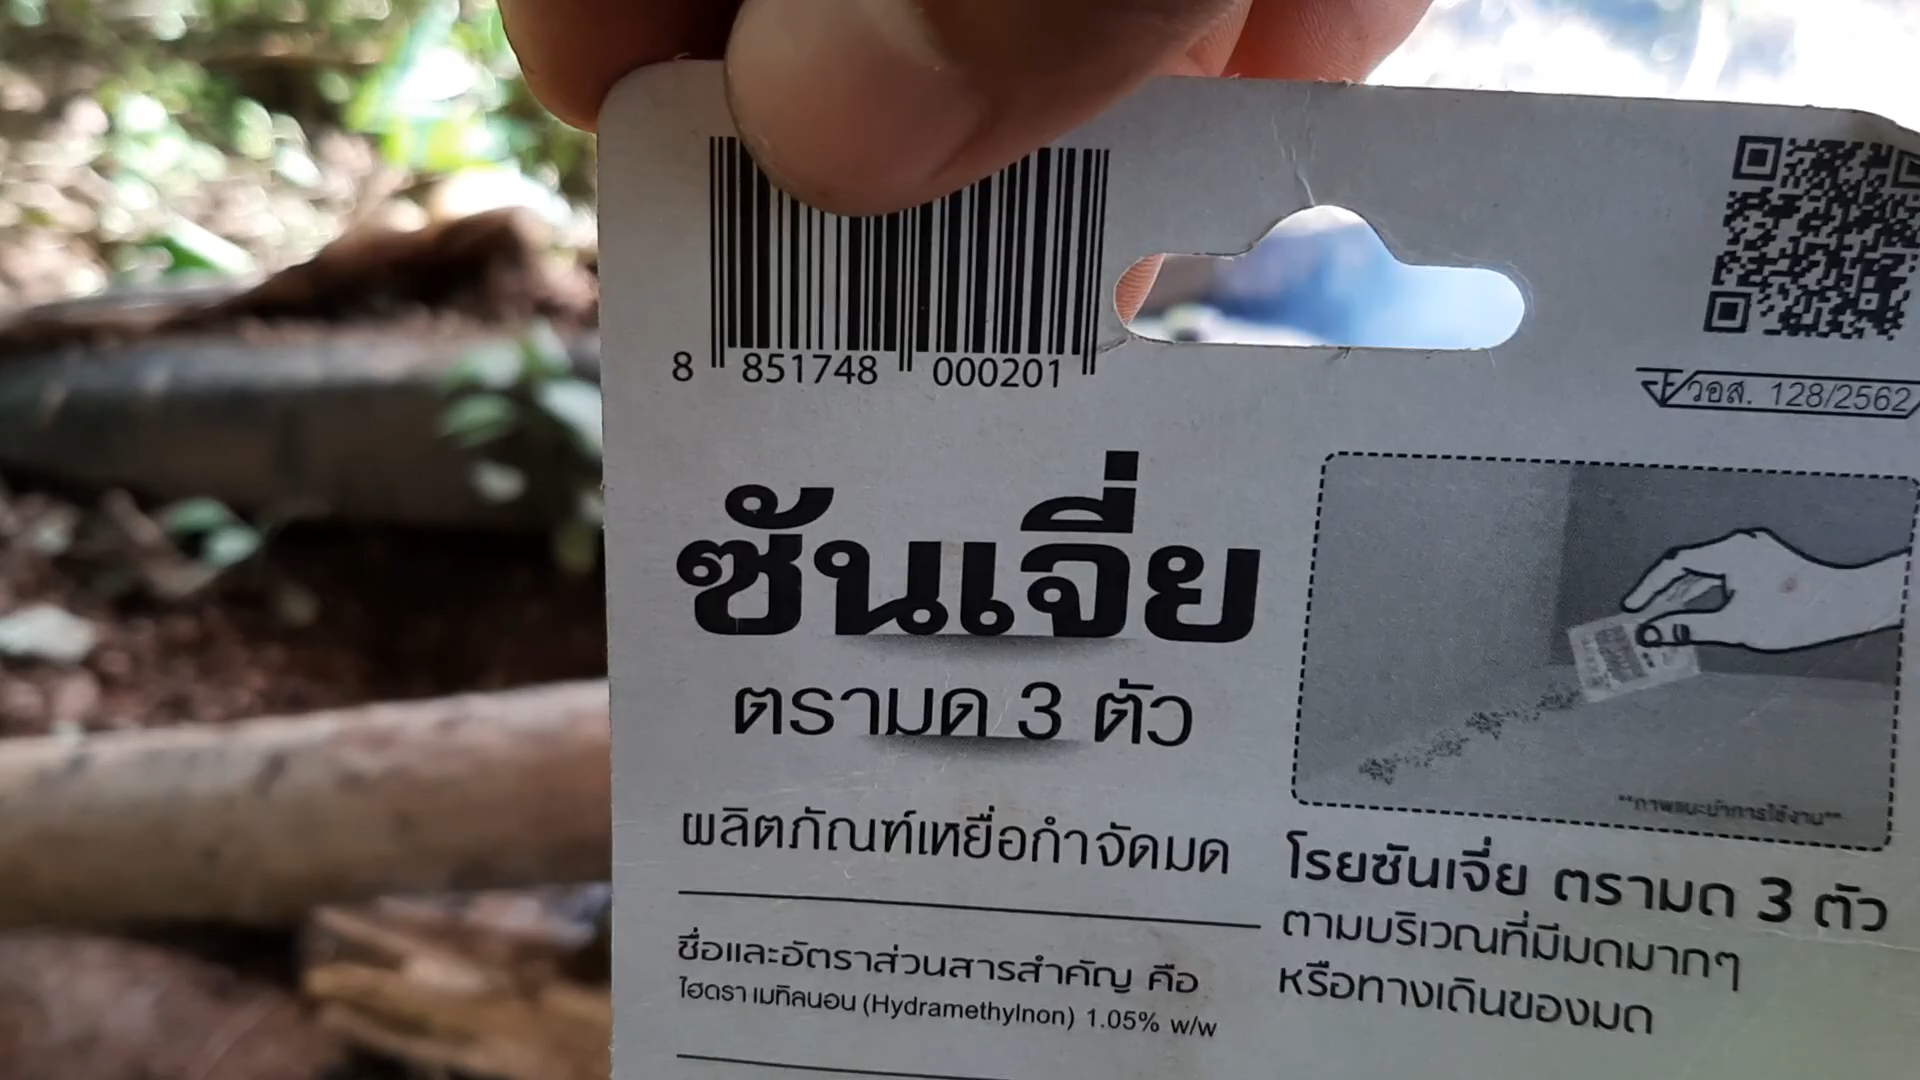 8 851748 000201
วอส. 128/2562
ซันเจี่ย
ตรามด 3 ตัว
ผลิตภัณฑ์เหยื่อกำจัดมด
ชื่อและอัตราส่วนสารสำคัญ คือ
ไฮดราเมทิลนอน (Hydramethylnon) 1.05% w/w
**ภาพแนะนำการใช้งาน**
โรยซันเจี่ย ตรามด 3 ตัว
ตามบริเวณที่มีมดมากๆ
หรือทางเดินของมด